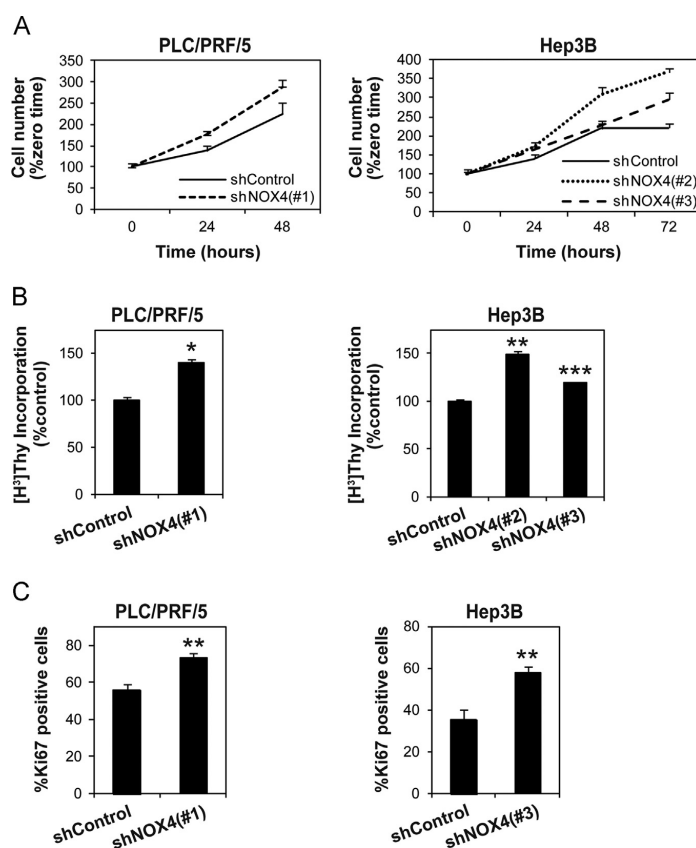 A
PLC/PRF/5
Cell number
(%zero time)
350
300
250
200
150
100
50
0
shControl
shNOX4(#1)
0 24 48
Time (hours)
Hep3B
Cell number
(%zero time)
400
350
300
250
200
150
100
50
0
shControl
shNOX4(#2)
shNOX4(#3)
0 24 48 72
Time (hours)
B
PLC/PRF/5
[H³]Thy Incorporation
(%control)
150
100
50
0
*
shControl
shNOX4(#1)
Hep3B
[H³]Thy Incorporation
(%control)
150
100
50
0
**
***
shControl
shNOX4(#2)
shNOX4(#3)
C
PLC/PRF/5
%Ki67 positive cells
80
60
40
20
0
**
shControl
shNOX4(#1)
Hep3B
%Ki67 positive cells
80
60
40
20
0
**
shControl
shNOX4(#3)